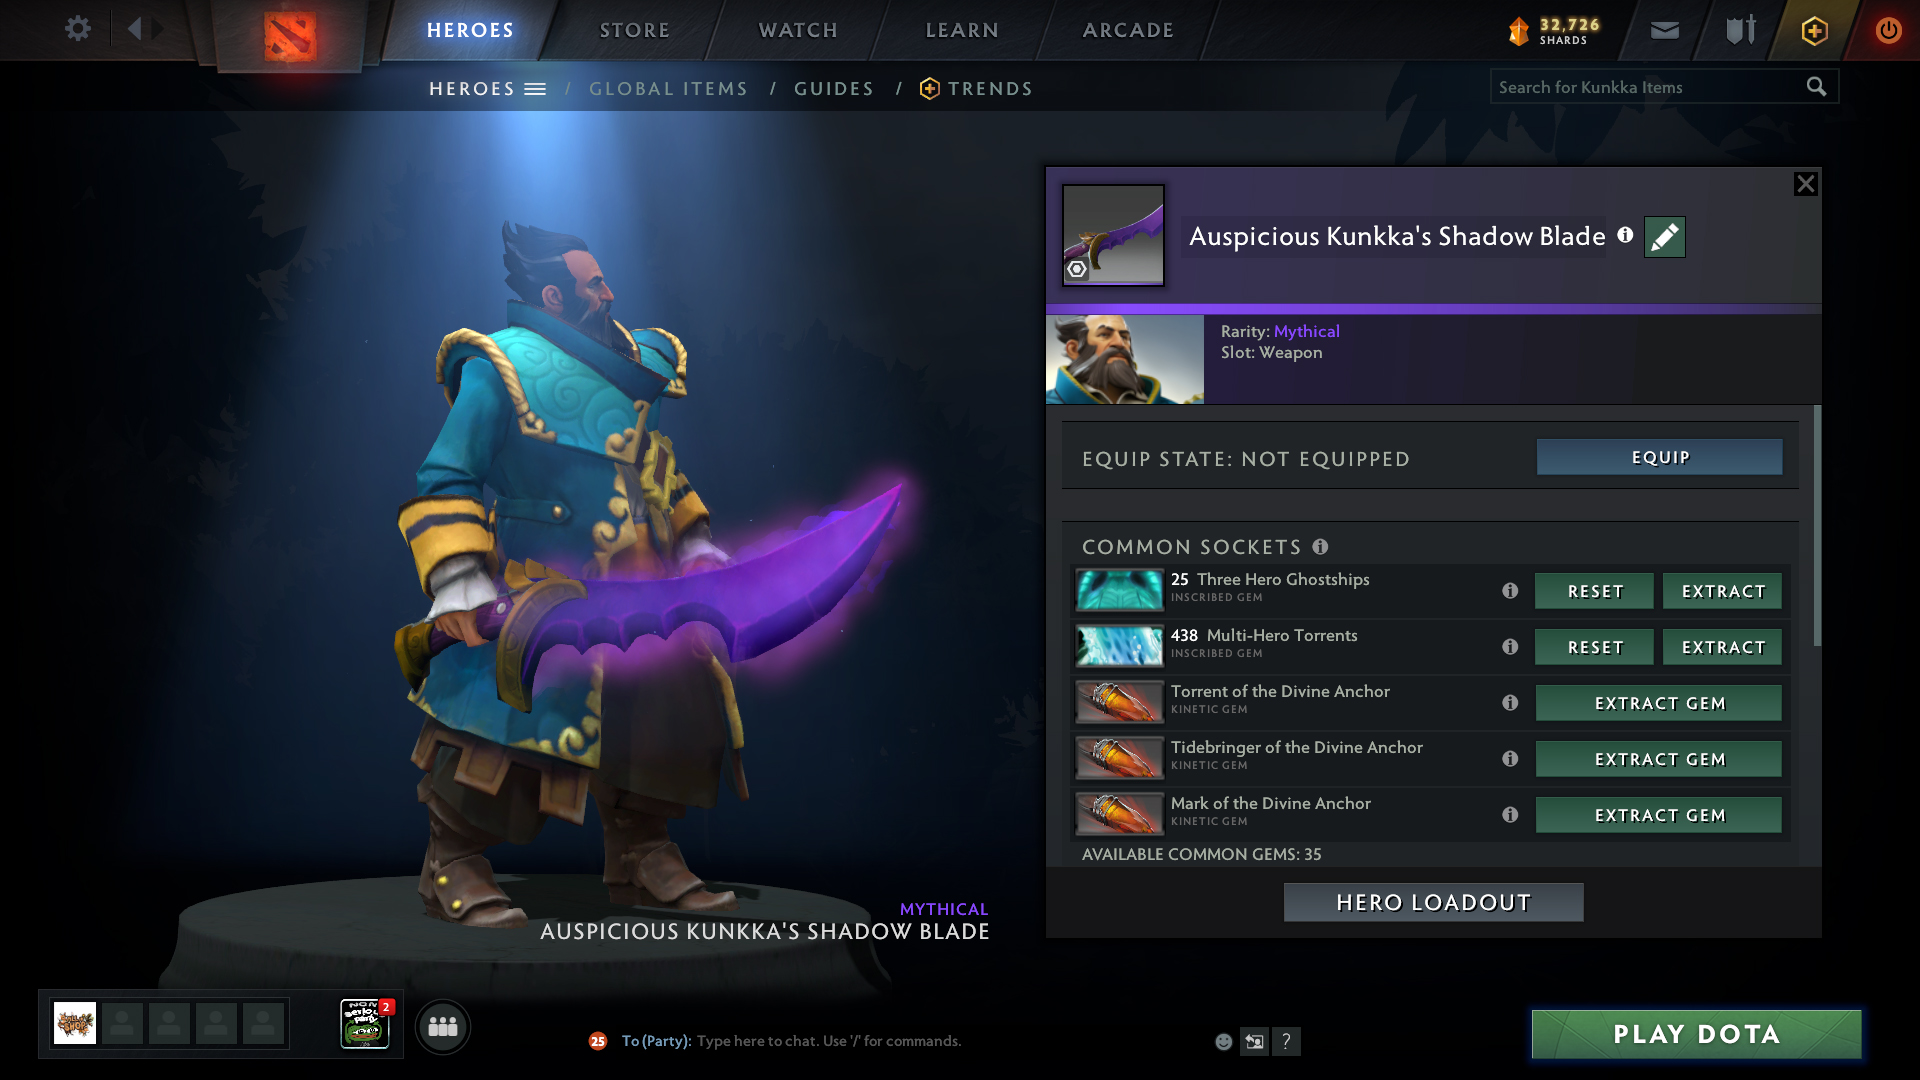 HEROES
STORE
WATCH
LEARN
ARCADE
32,726
SHARDS
HEROES / GLOBAL ITEMS / GUIDES / TRENDS
Search for Kunkka Items
Auspicious Kunkka's Shadow Blade
Rarity: Mythical
Slot: Weapon
EQUIP STATE: NOT EQUIPPED
EQUIP
COMMON SOCKETS
25 Three Hero Ghostships
INSCRIBED GEM
RESET
EXTRACT
438 Multi-Hero Torrents
INSCRIBED GEM
RESET
EXTRACT
Torrent of the Divine Anchor
KINETIC GEM
EXTRACT GEM
Tidebringer of the Divine Anchor
KINETIC GEM
EXTRACT GEM
Mark of the Divine Anchor
KINETIC GEM
EXTRACT GEM
AVAILABLE COMMON GEMS: 35
HERO LOADOUT
MYTHICAL
AUSPICIOUS KUNKKA'S SHADOW BLADE
2
25
To (Party): Type here to chat. Use '/' for commands.
?
PLAY DOTA